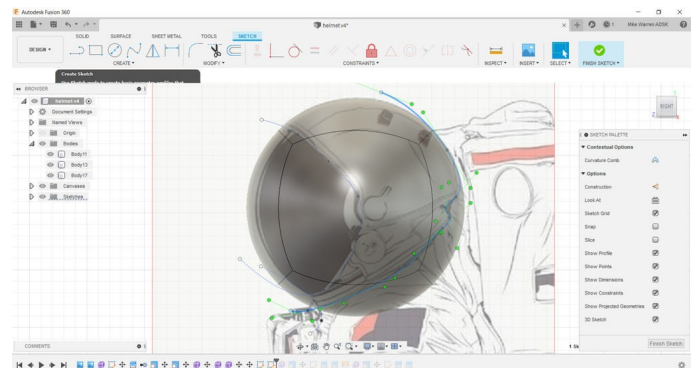 Autodesk Fusion 360
helmet v4*
1
Mike Warren ADSK
SOLID SURFACE SHEET METAL TOOLS SKETCH
DESIGN
CREATE MODIFY CONSTRAINTS INSPECT INSERT SELECT FINISH SKETCH
Create Sketch
BROWSER
helmet v4
Document Settings
Named Views
Origin
Bodies
Body11
Body13
Body17
Canvases
Sketches
RIGHT
SKETCH PALETTE
Contextual Options
Curvature Comb
Options
Construction
Look At
Sketch Grid
Snap
Slice
Show Profile
Show Points
Show Dimensions
Show Constraints
Show Projected Geometries
3D Sketch
Finish Sketch
COMMENTS
1 Sk